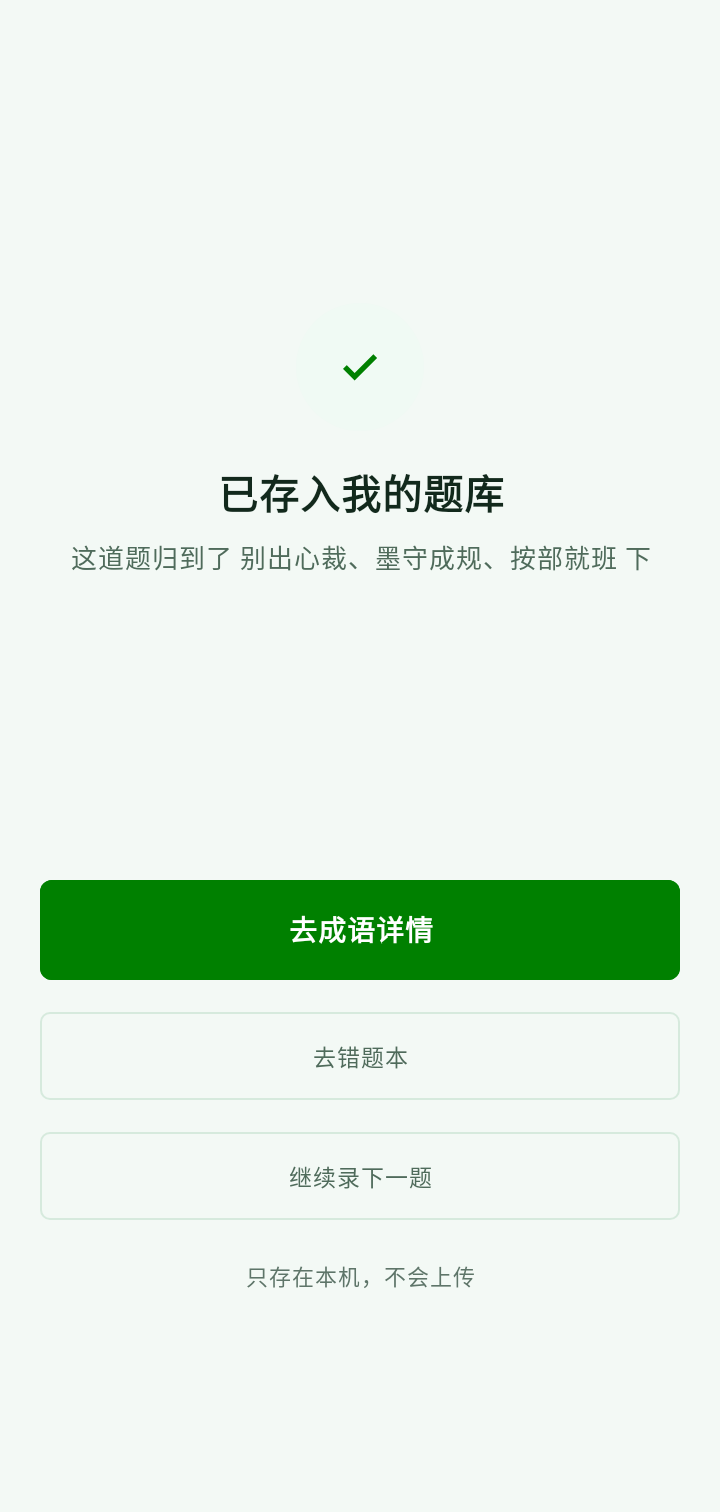 已存入我的题库
这道题归到了 别出心裁、墨守成规、按部就班 下
去成语详情
去错题本
继续录下一题
只存在本机，不会上传